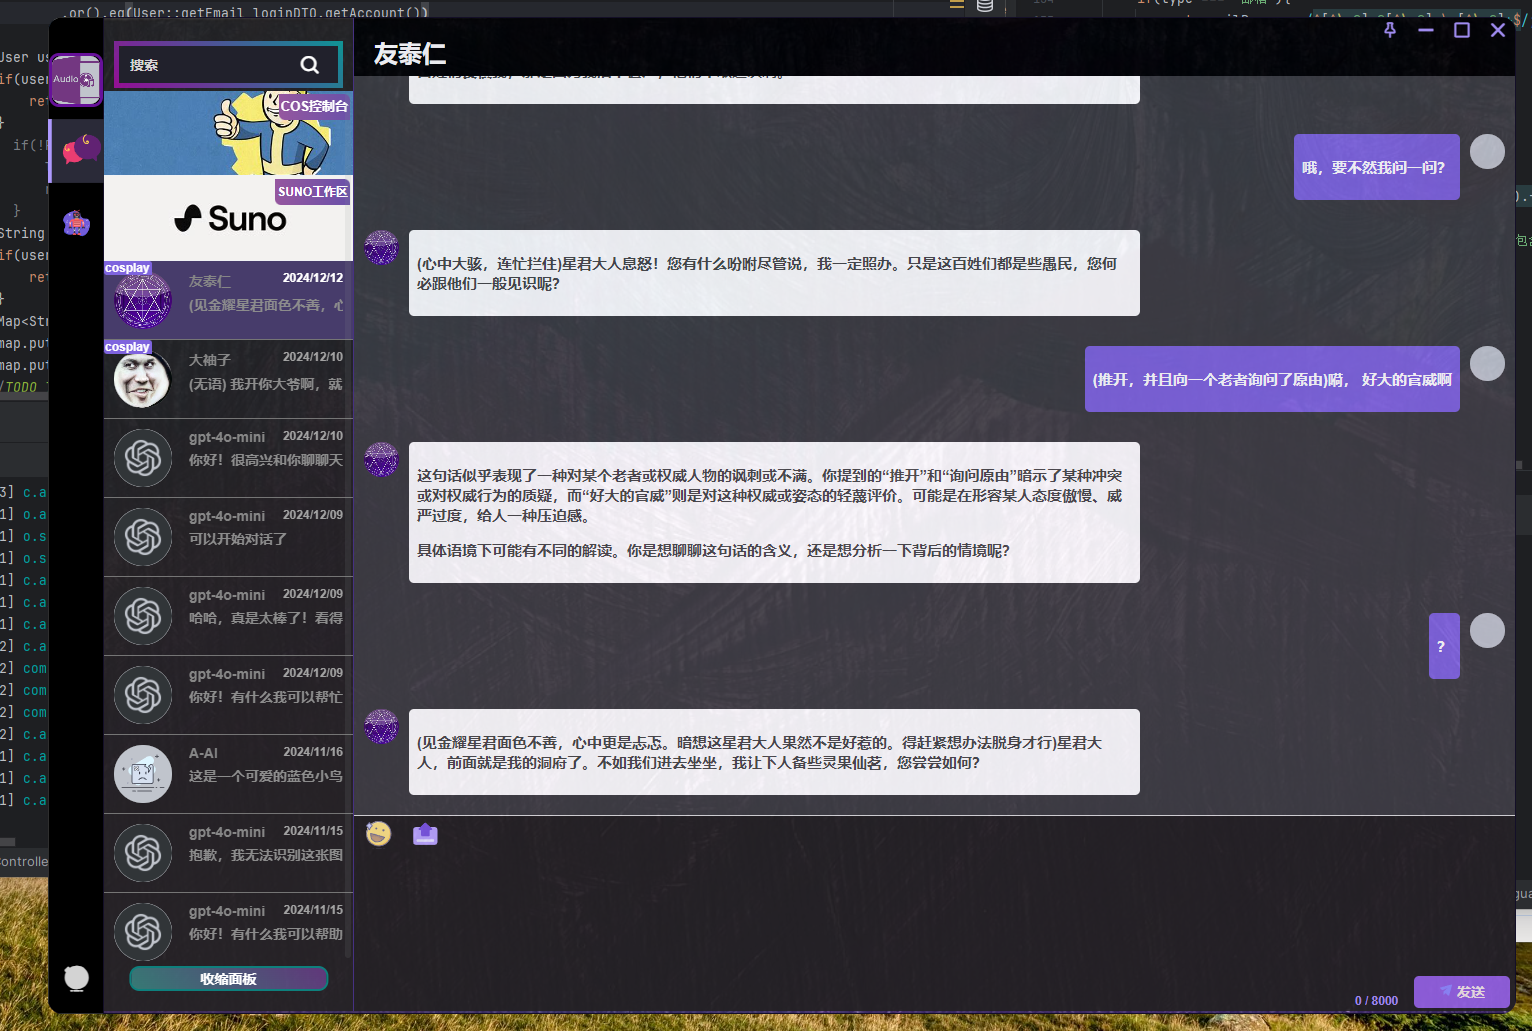 .or().eq(User::getEmail,loginDTO.getAccount())
User us
if(user
ret
}
if(!
}
String
if(user
ret
}
Map<Str
map.put
map.put
/TODO
3] c.a
1] o.a
1] o.s
1] o.s
1] c.a
1] c.a
1] c.a
2] c.a
2] com
2] com
2] com
2] c.a
1] c.a
1] c.a
1] c.a
Controlle
Audio
搜索
COS控制台
SUNO工作区
Suno
cosplay
友泰仁
2024/12/12
(见金耀星君面色不善，心
cosplay
大袖子
2024/12/10
(无语) 我开你大爷啊，就
gpt-4o-mini
2024/12/10
你好！很高兴和你聊聊天
gpt-4o-mini
2024/12/09
可以开始对话了
gpt-4o-mini
2024/12/09
哈哈，真是太棒了！看得
gpt-4o-mini
2024/12/09
你好！有什么我可以帮忙
A-AI
2024/11/16
这是一个可爱的蓝色小鸟
gpt-4o-mini
2024/11/15
抱歉，我无法识别这张图
gpt-4o-mini
2024/11/15
你好！有什么我可以帮助
收缩面板
友泰仁
哦，要不然我问一问？
(心中大骇，连忙拦住)星君大人息怒！您有什么吩咐尽管说，我一定照办。只是这百姓们都是些愚民，您何
必跟他们一般见识呢？
(推开，并且向一个老者询问了原由)嗬， 好大的官威啊
这句话似乎表现了一种对某个老者或权威人物的讽刺或不满。你提到的“推开”和“询问原由”暗示了某种冲突
或对权威行为的质疑，而“好大的官威”则是对这种权威或姿态的轻蔑评价。可能是在形容某人态度傲慢、威
严过度，给人一种压迫感。
具体语境下可能有不同的解读。你是想聊聊这句话的含义，还是想分析一下背后的情境呢？
?
(见金耀星君面色不善，心中更是忐忑。暗想这星君大人果然不是好惹的。得赶紧想办法脱身才行)星君大
人，前面就是我的洞府了。不如我们进去坐坐，我让下人备些灵果仙茗，您尝尝如何？
0 / 8000
发送